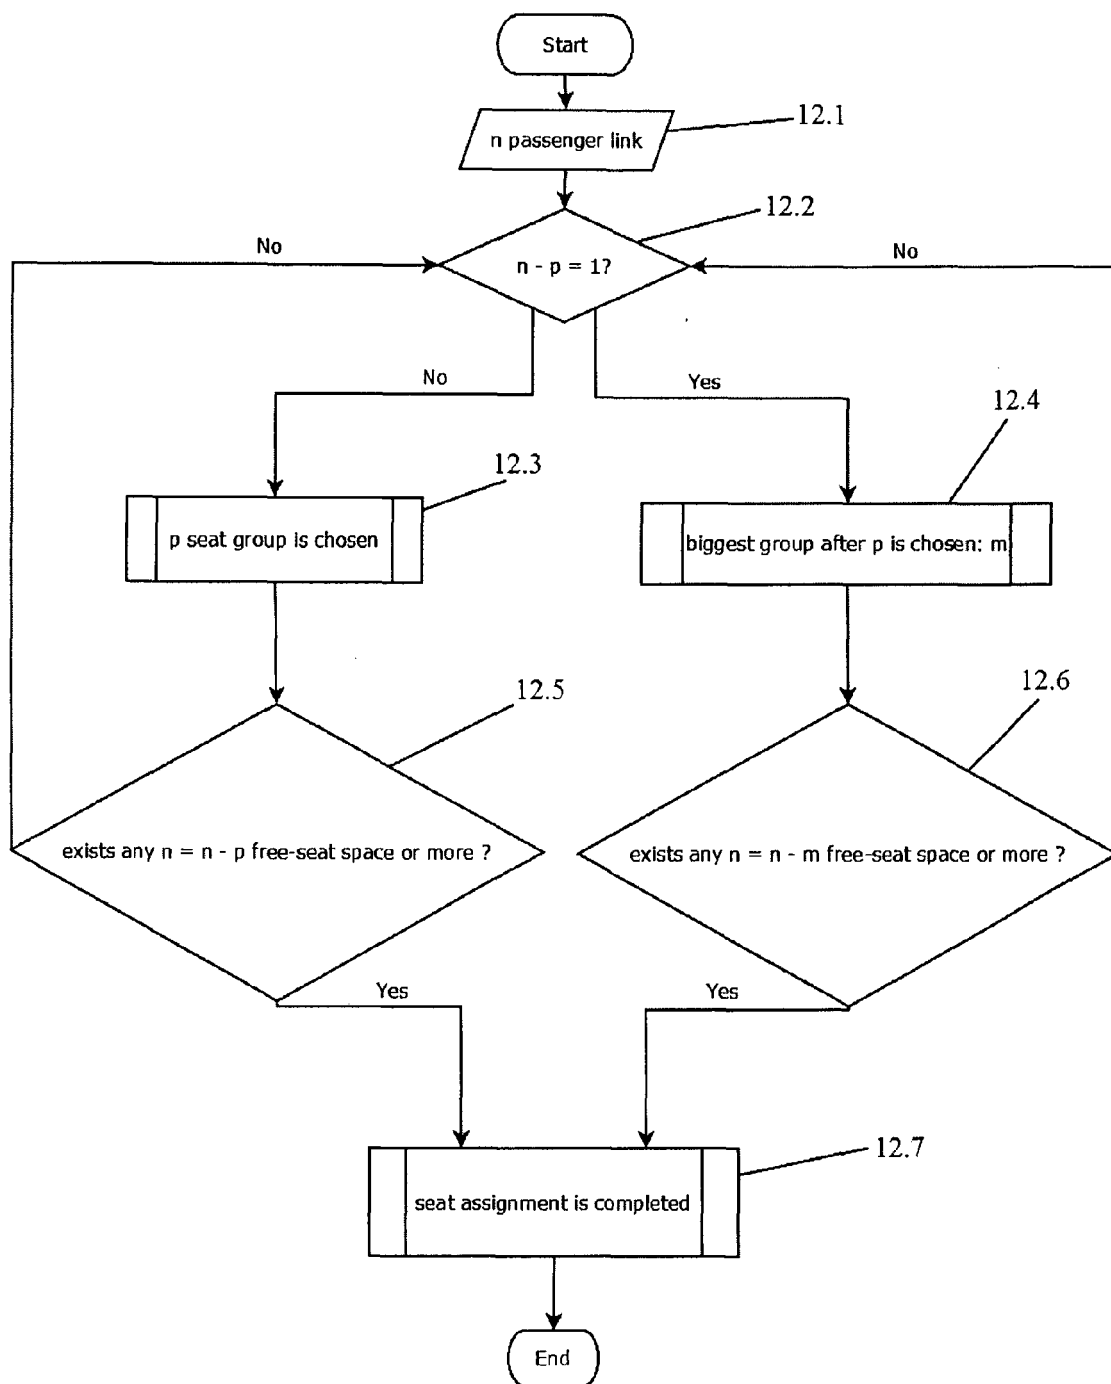 Start
n passenger link
12.1
12.2
n - p = 1?
No
No
No
Yes
12.3
12.4
p seat group is chosen
biggest group after p is chosen: m
12.5
12.6
exists any n = n - p free-seat space or more ?
exists any n = n - m free-seat space or more ?
Yes
Yes
12.7
seat assignment is completed
End